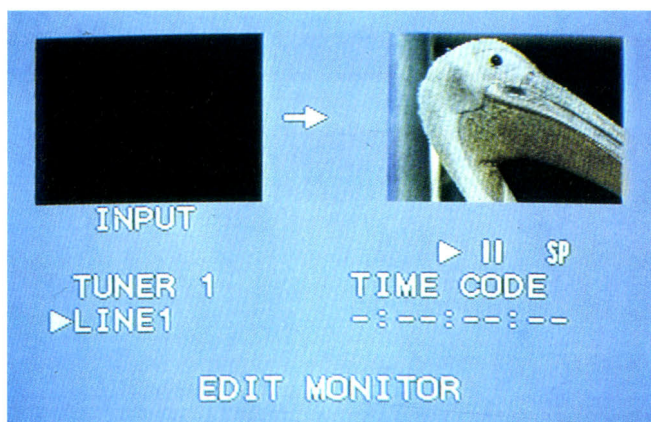 INPUT
▶ II SP
TUNER 1
TIME CODE
▶LINE1
-:--:--:--
EDIT MONITOR